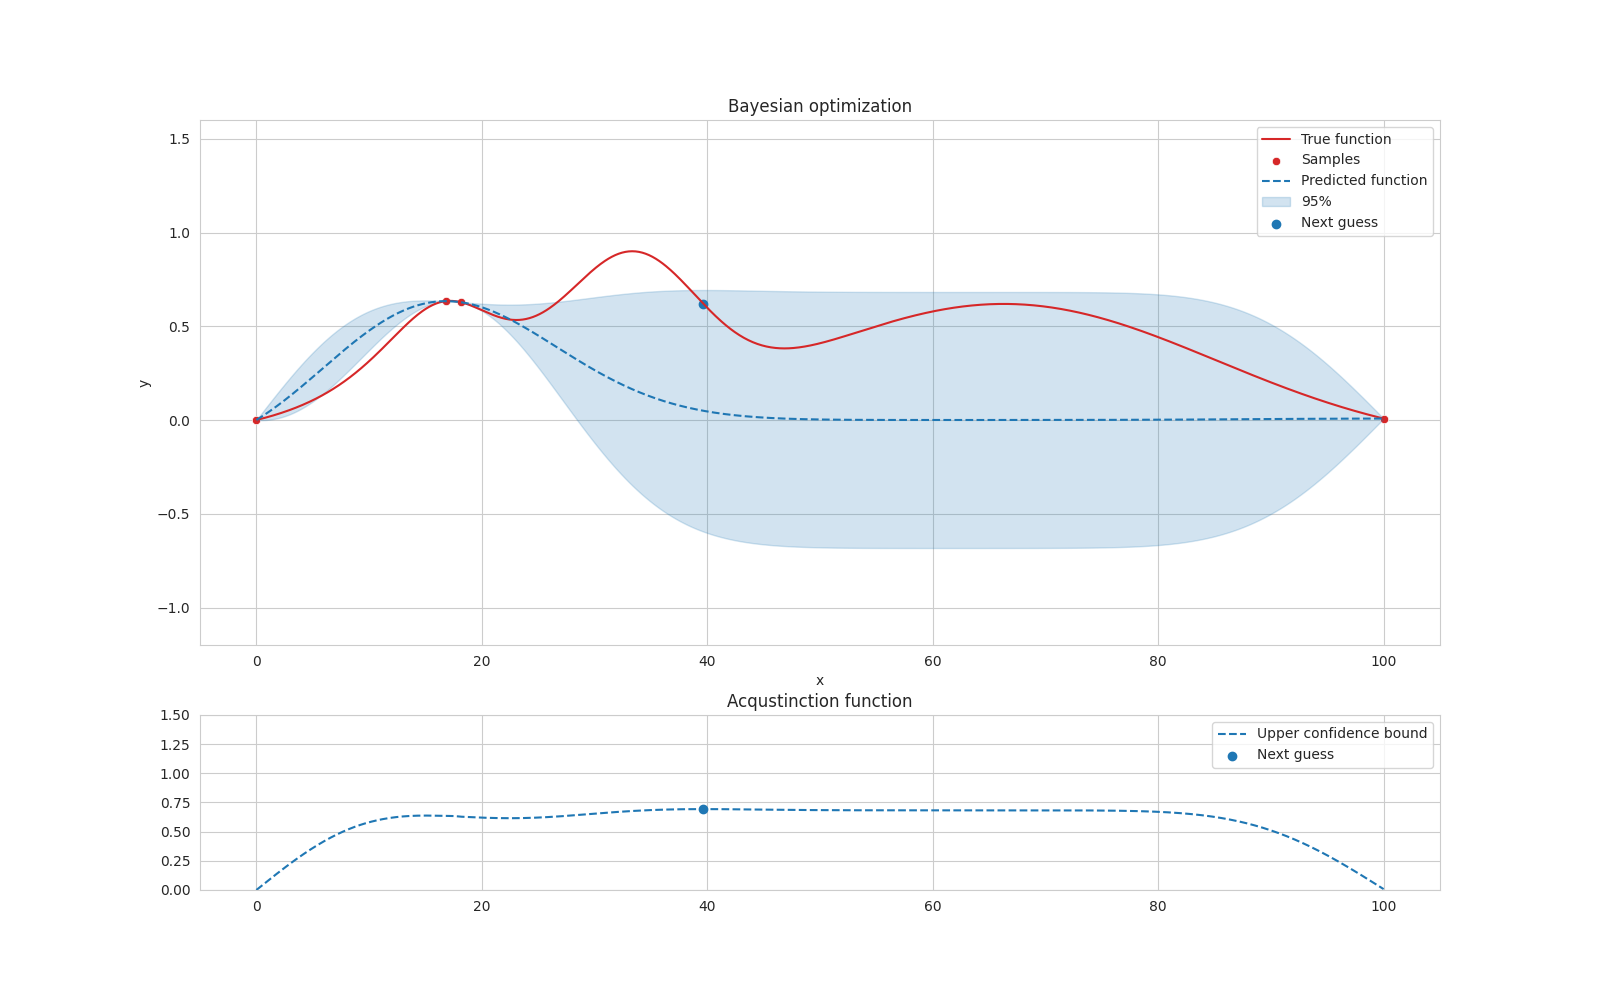 Bayesian optimization
1.5
1.0
0.5
0.0
−0.5
−1.0
y
True function
Samples
Predicted function
95%
Next guess
0 20 40 60 80 100
x
Acqustinction function
1.50
1.25
1.00
0.75
0.50
0.25
0.00
Upper confidence bound
Next guess
0 20 40 60 80 100